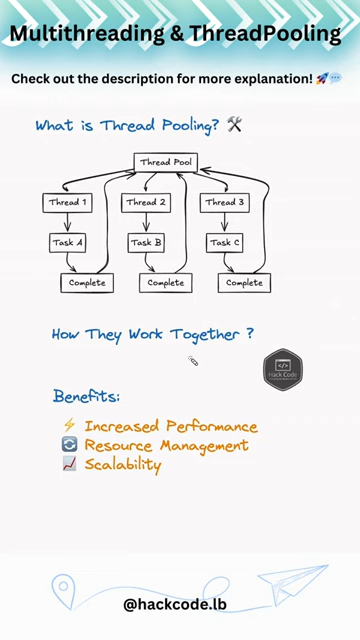 Multithreading & ThreadPooling
Check out the description for more explanation! 🚀💬
What is Thread Pooling? 🛠️
Thread Pool
Thread 1
Thread 2
Thread 3
Task A
Task B
Task C
Complete
Complete
Complete
How They Work Together ?
</>
Hack Code
Benefits:
⚡ Increased Performance
🔄 Resource Management
📈 Scalability
@hackcode.lb